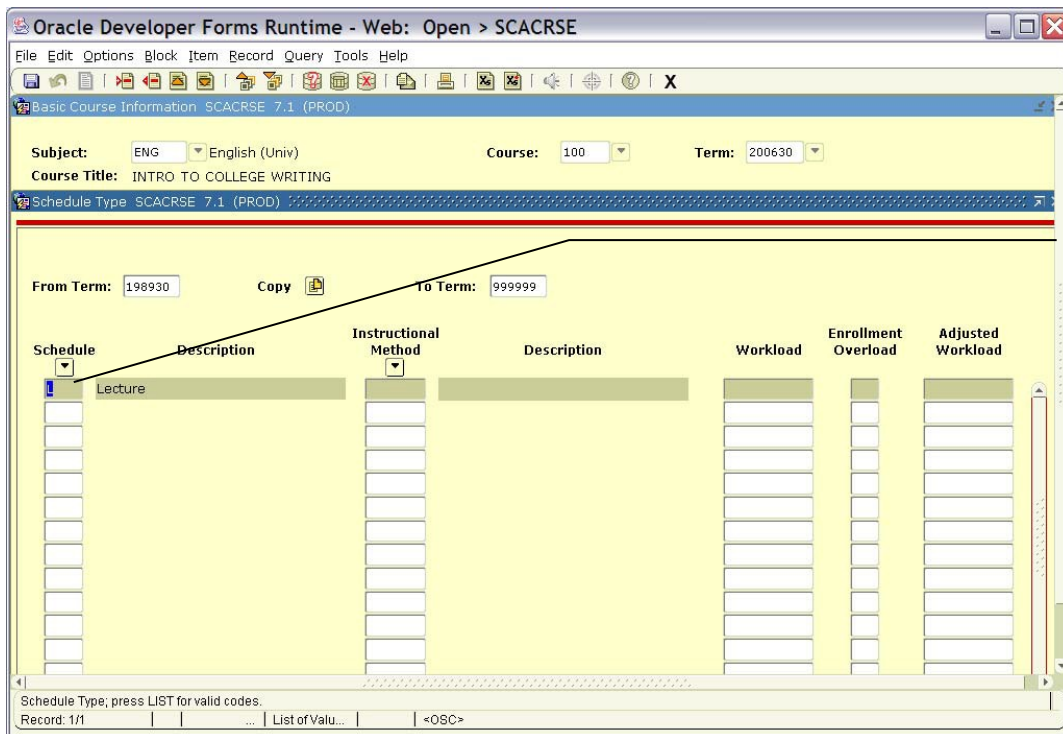 Oracle Developer Forms Runtime - Web: Open > SCACRSE
File Edit Options Block Item Record Query Tools Help
Basic Course Information SCACRSE 7.1 (PROD)
Subject: ENG English (Univ) Course: 100 Term: 200630
Course Title: INTRO TO COLLEGE WRITING
Schedule Type SCACRSE 7.1 (PROD)
From Term: 198930 Copy To Term: 999999
Instructional Enrollment Adjusted
Schedule Description Method Description Workload Overload Workload
L Lecture
Schedule Type; press LIST for valid codes.
Record: 1/1 ... List of Valu... <OSC>